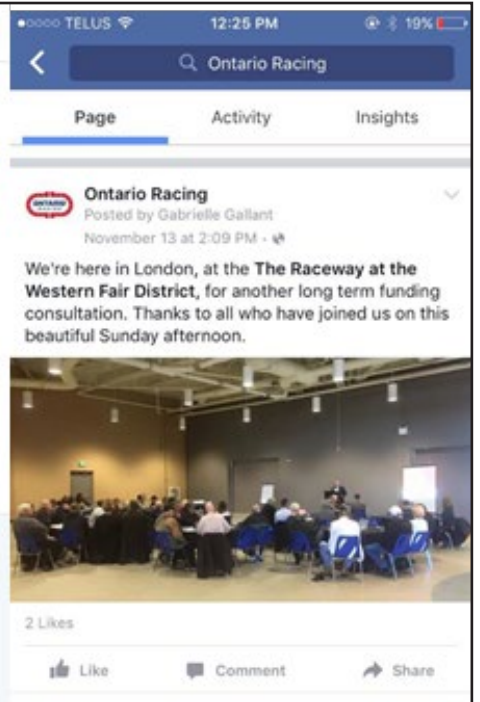 TELUS 12:25 PM 19%
Ontario Racing
Page Activity Insights
ONTARIO
Ontario Racing
Posted by Gabrielle Gallant
November 13 at 2:09 PM ·
We're here in London, at the The Raceway at the
Western Fair District, for another long term funding
consultation. Thanks to all who have joined us on this
beautiful Sunday afternoon.
2 Likes
Like Comment Share